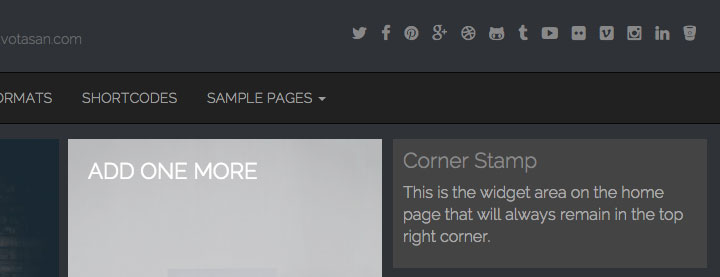 votasan.com
ORMATS SHORTCODES SAMPLE PAGES
ADD ONE MORE
Corner Stamp
This is the widget area on the home
page that will always remain in the top
right corner.